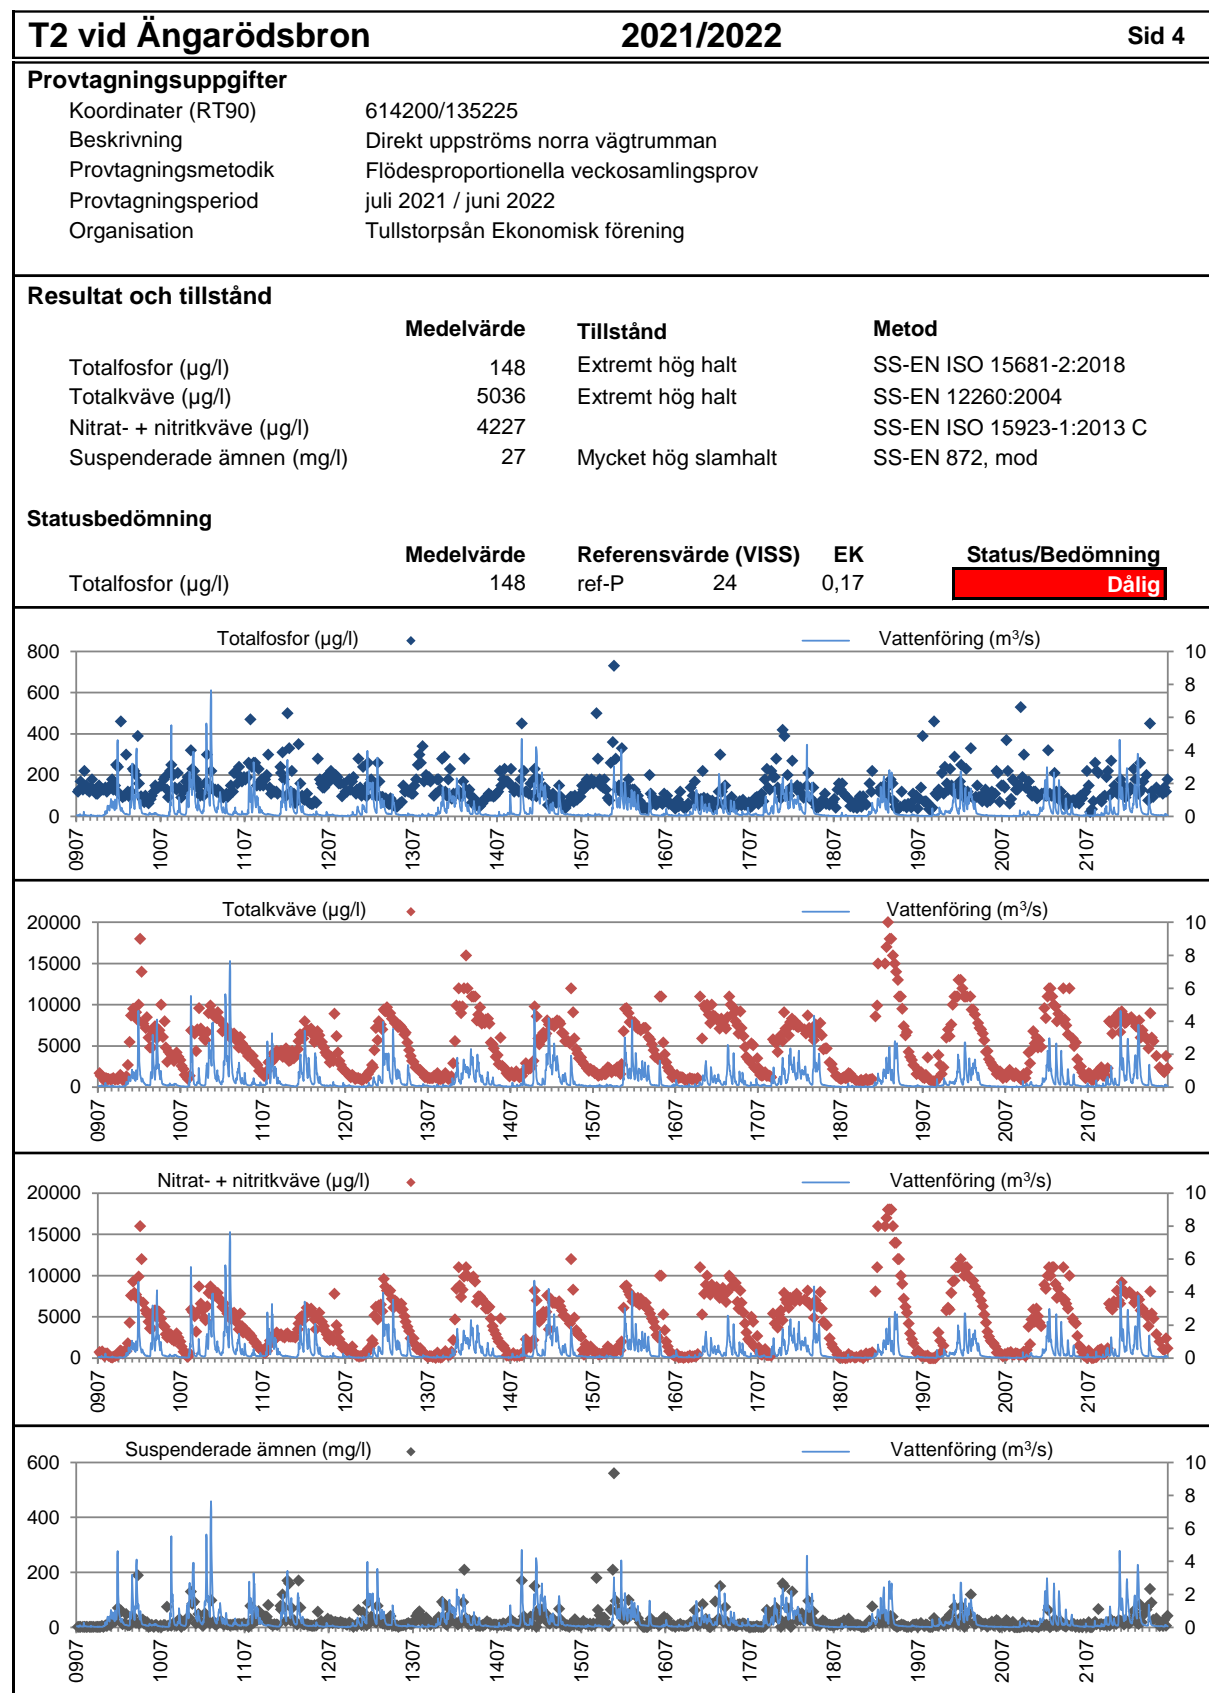 T2 vid Ängarödsbron 2021/2022 Sid 4
Provtagningsuppgifter
Koordinater (RT90) 614200/135225
Beskrivning Direkt uppströms norra vägtrumman
Provtagningsmetodik Flödesproportionella veckosamlingsprov
Provtagningsperiod juli 2021 / juni 2022
Organisation Tullstorpsån Ekonomisk förening
Resultat och tillstånd
Medelvärde Tillstånd Metod
Totalfosfor (µg/l) 148 Extremt hög halt SS-EN ISO 15681-2:2018
Totalkväve (µg/l) 5036 Extremt hög halt SS-EN 12260:2004
Nitrat- + nitritkväve (µg/l) 4227 SS-EN ISO 15923-1:2013 C
Suspenderade ämnen (mg/l) 27 Mycket hög slamhalt SS-EN 872, mod
Statusbedömning
Medelvärde Referensvärde (VISS) EK Status/Bedömning
Totalfosfor (µg/l) 148 ref-P 24 0,17 Dålig
Totalfosfor (µg/l) Vattenföring (m³/s)
800 10
8
600
6
400
4
200
2
0 0
0907 1007 1107 1207 1307 1407 1507 1607 1707 1807 1907 2007 2107
Totalkväve (µg/l) Vattenföring (m³/s)
20000 10
8
15000
6
10000
4
5000
2
0 0
0907 1007 1107 1207 1307 1407 1507 1607 1707 1807 1907 2007 2107
Nitrat- + nitritkväve (µg/l) Vattenföring (m³/s)
20000 10
8
15000
6
10000
4
5000
2
0 0
0907 1007 1107 1207 1307 1407 1507 1607 1707 1807 1907 2007 2107
Suspenderade ämnen (mg/l) Vattenföring (m³/s)
600 10
8
400
6
4
200
2
0 0
0907 1007 1107 1207 1307 1407 1507 1607 1707 1807 1907 2007 2107